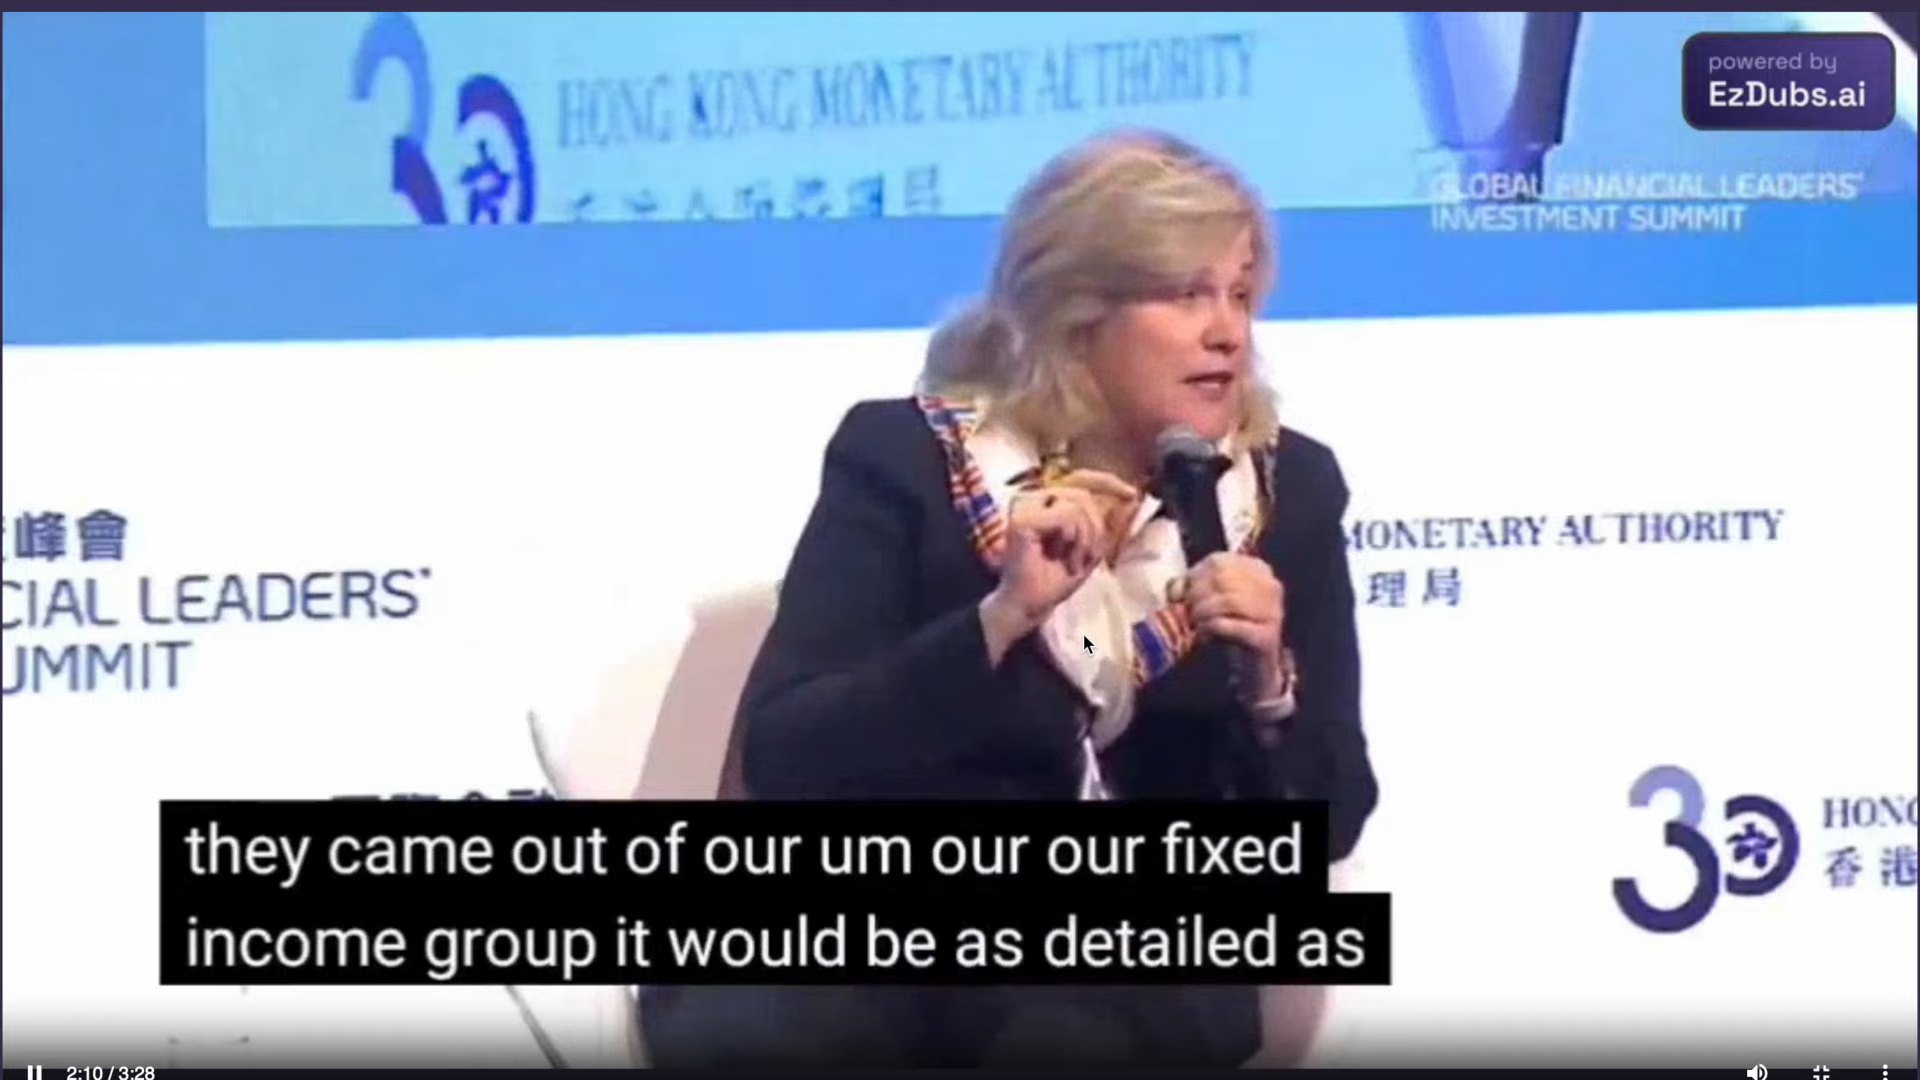 30
HONG KONG MONETARY AUTHORITY
powered by
EzDubs.ai
GLOBAL FINANCIAL LEADERS'
INVESTMENT SUMMIT
峰會
CIAL LEADERS'
UMMIT
MONETARY AUTHORITY
理局
30
HONG
香港
they came out of our um our our fixed
income group it would be as detailed as
2:10 / 3:28